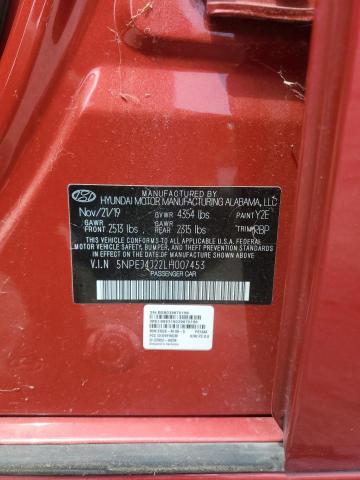 MANUFACTURED BY
HYUNDAI MOTOR MANUFACTURING ALABAMA, LLC
Nov/21/19 GVWR 4354 lbs PAINT Y2E
GAWR FRONT 2513 lbs GAWR REAR 2315 lbs TRIM RBP
THIS VEHICLE CONFORMS TO ALL APPLICABLE U.S. FEDERAL
MOTOR VEHICLE SAFETY, BUMPER, AND THEFT PREVENTION
STANDARDS IN EFFECT ON THE DATE OF MANUFACTURE SHOWN ABOVE.
V.I.N 5NPEJ4J22LH007453
PASSENGER CAR